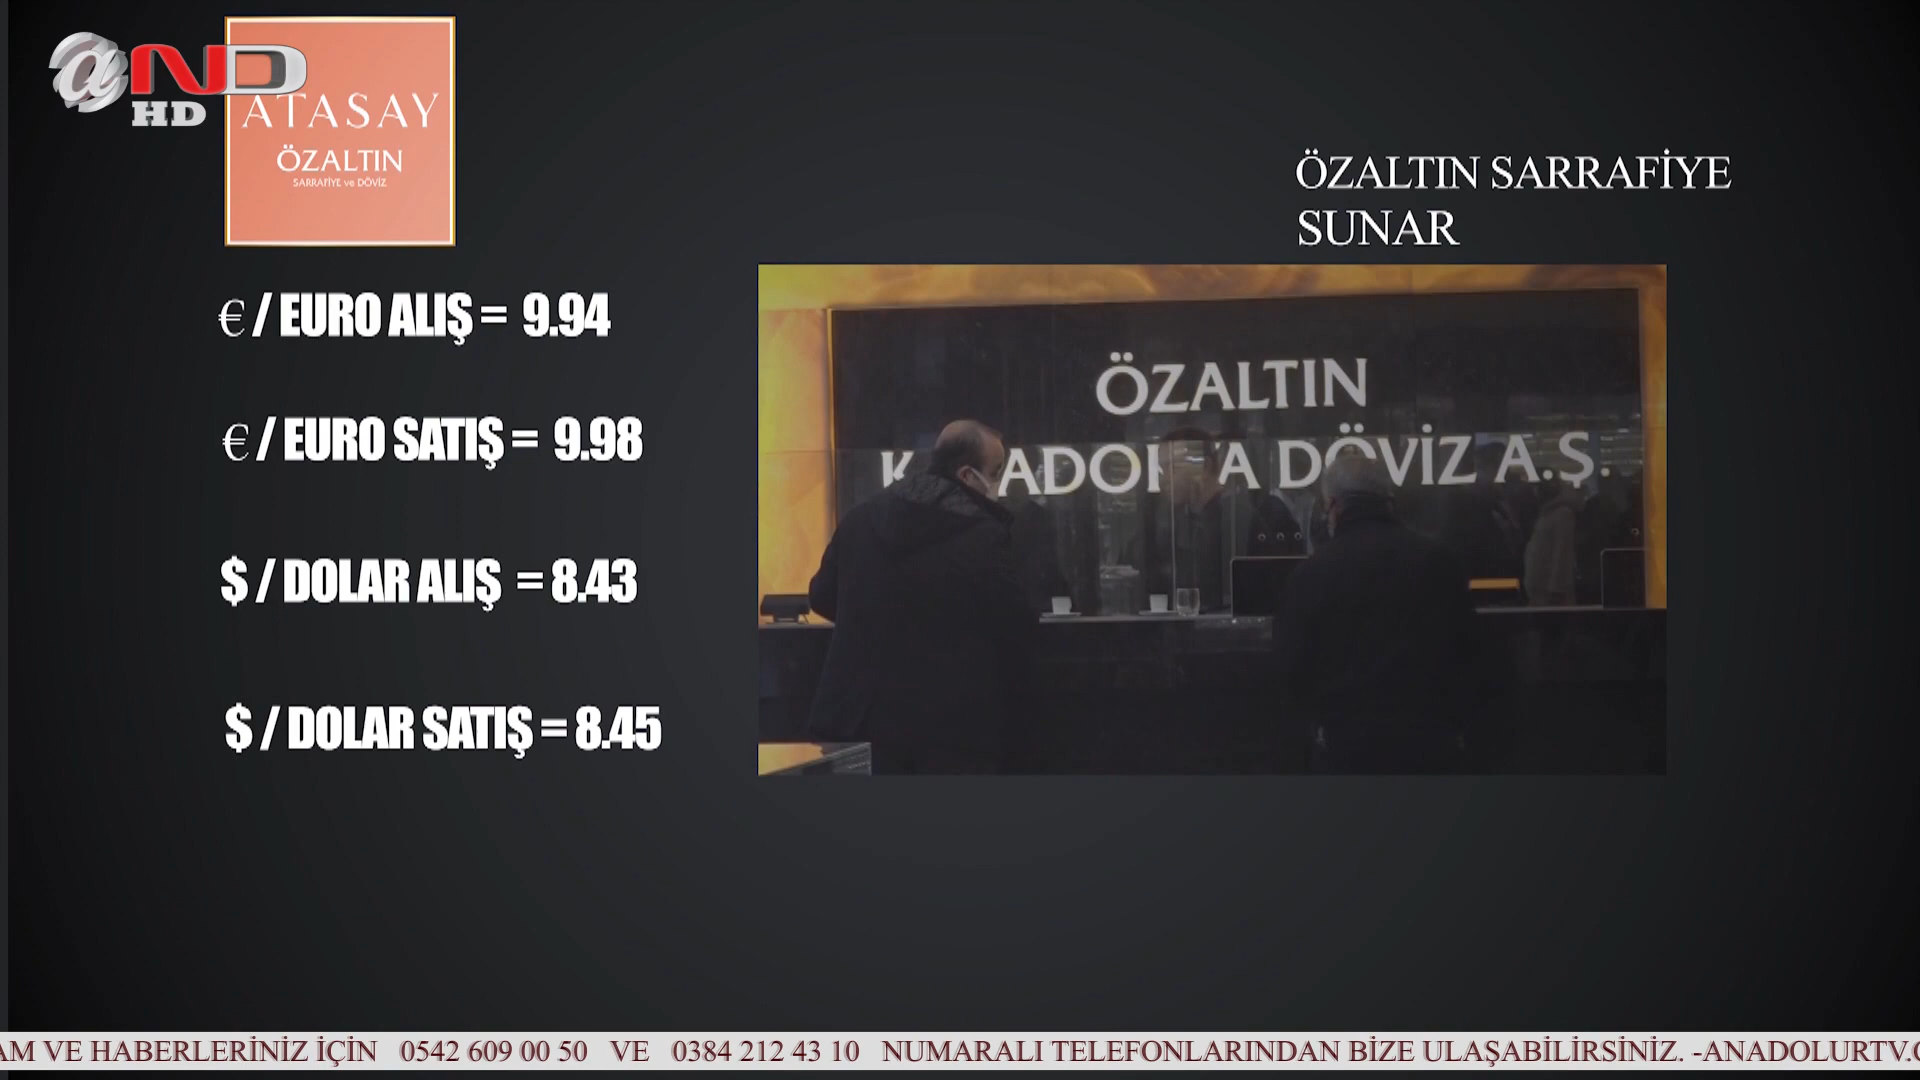 @ND
HD
ATASAY
ÖZALTIN
SARRAFİYE ve DÖVİZ
ÖZALTIN SARRAFİYE
SUNAR
€ / EURO ALIŞ = 9.94
€ / EURO SATIŞ = 9.98
$ / DOLAR ALIŞ = 8.43
$ / DOLAR SATIŞ = 8.45
ÖZALTIN
DÖVİZ A.Ş.
VE HABERLERİNİZ İÇİN 0542 609 00 50 VE 0384 212 43 10 NUMARALI TELEFONLARINDAN BİZE ULAŞABİLİRSİNİZ. -ANADOLURTV.